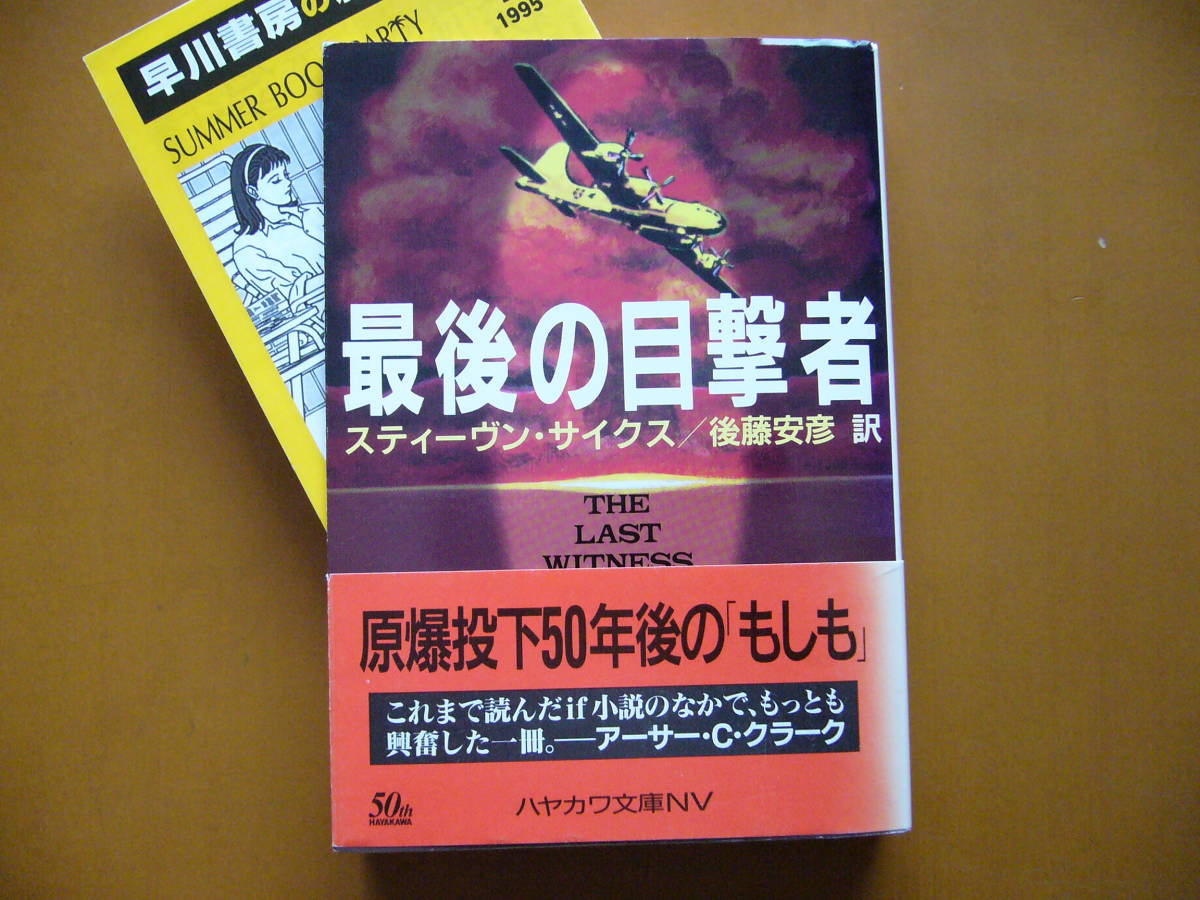 早川書房の
1995
SUMMER BOO
PARTY
最後の目撃者
スティーヴン・サイクス／後藤安彦 訳
THE
LAST
WITNESS
原爆投下50年後の「もしも」
これまで読んだif小説のなかで、もっとも
興奮した一冊。──アーサー・C・クラーク
50th
HAYAKAWA
ハヤカワ文庫NV